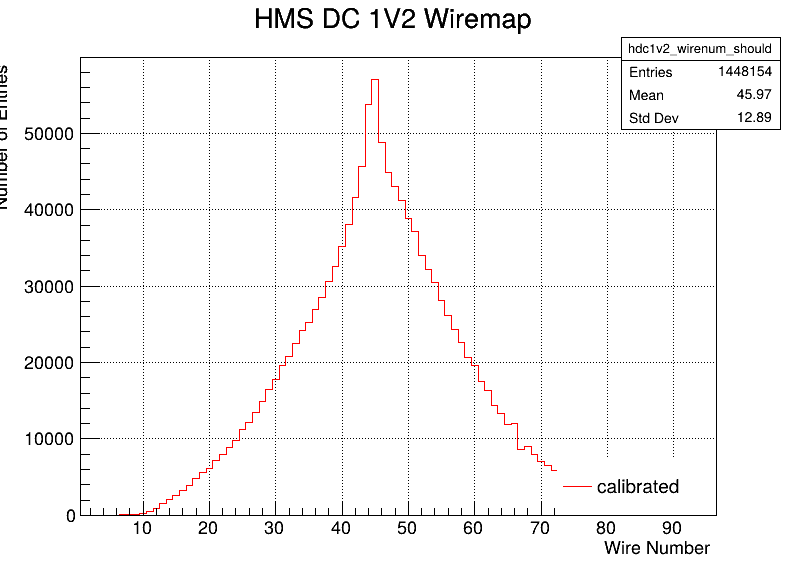 HMS DC 1V2 Wiremap
hdc1v2_wirenum_should
Entries 1448154
Mean 45.97
Std Dev 12.89
Number of Entries
50000
40000
30000
20000
10000
0
calibrated
10 20 30 40 50 60 70 80 90
Wire Number